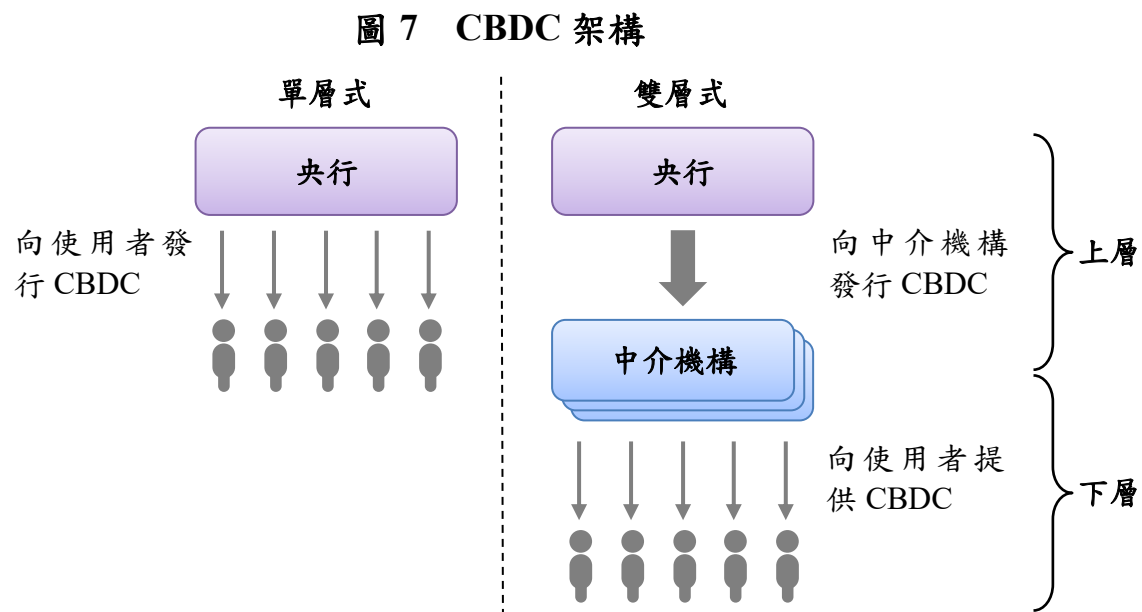 圖 7 CBDC 架構
單層式
央行
向使用者發
行 CBDC
雙層式
央行
向中介機構
發行 CBDC
上層
中介機構
向使用者提
供 CBDC
下層